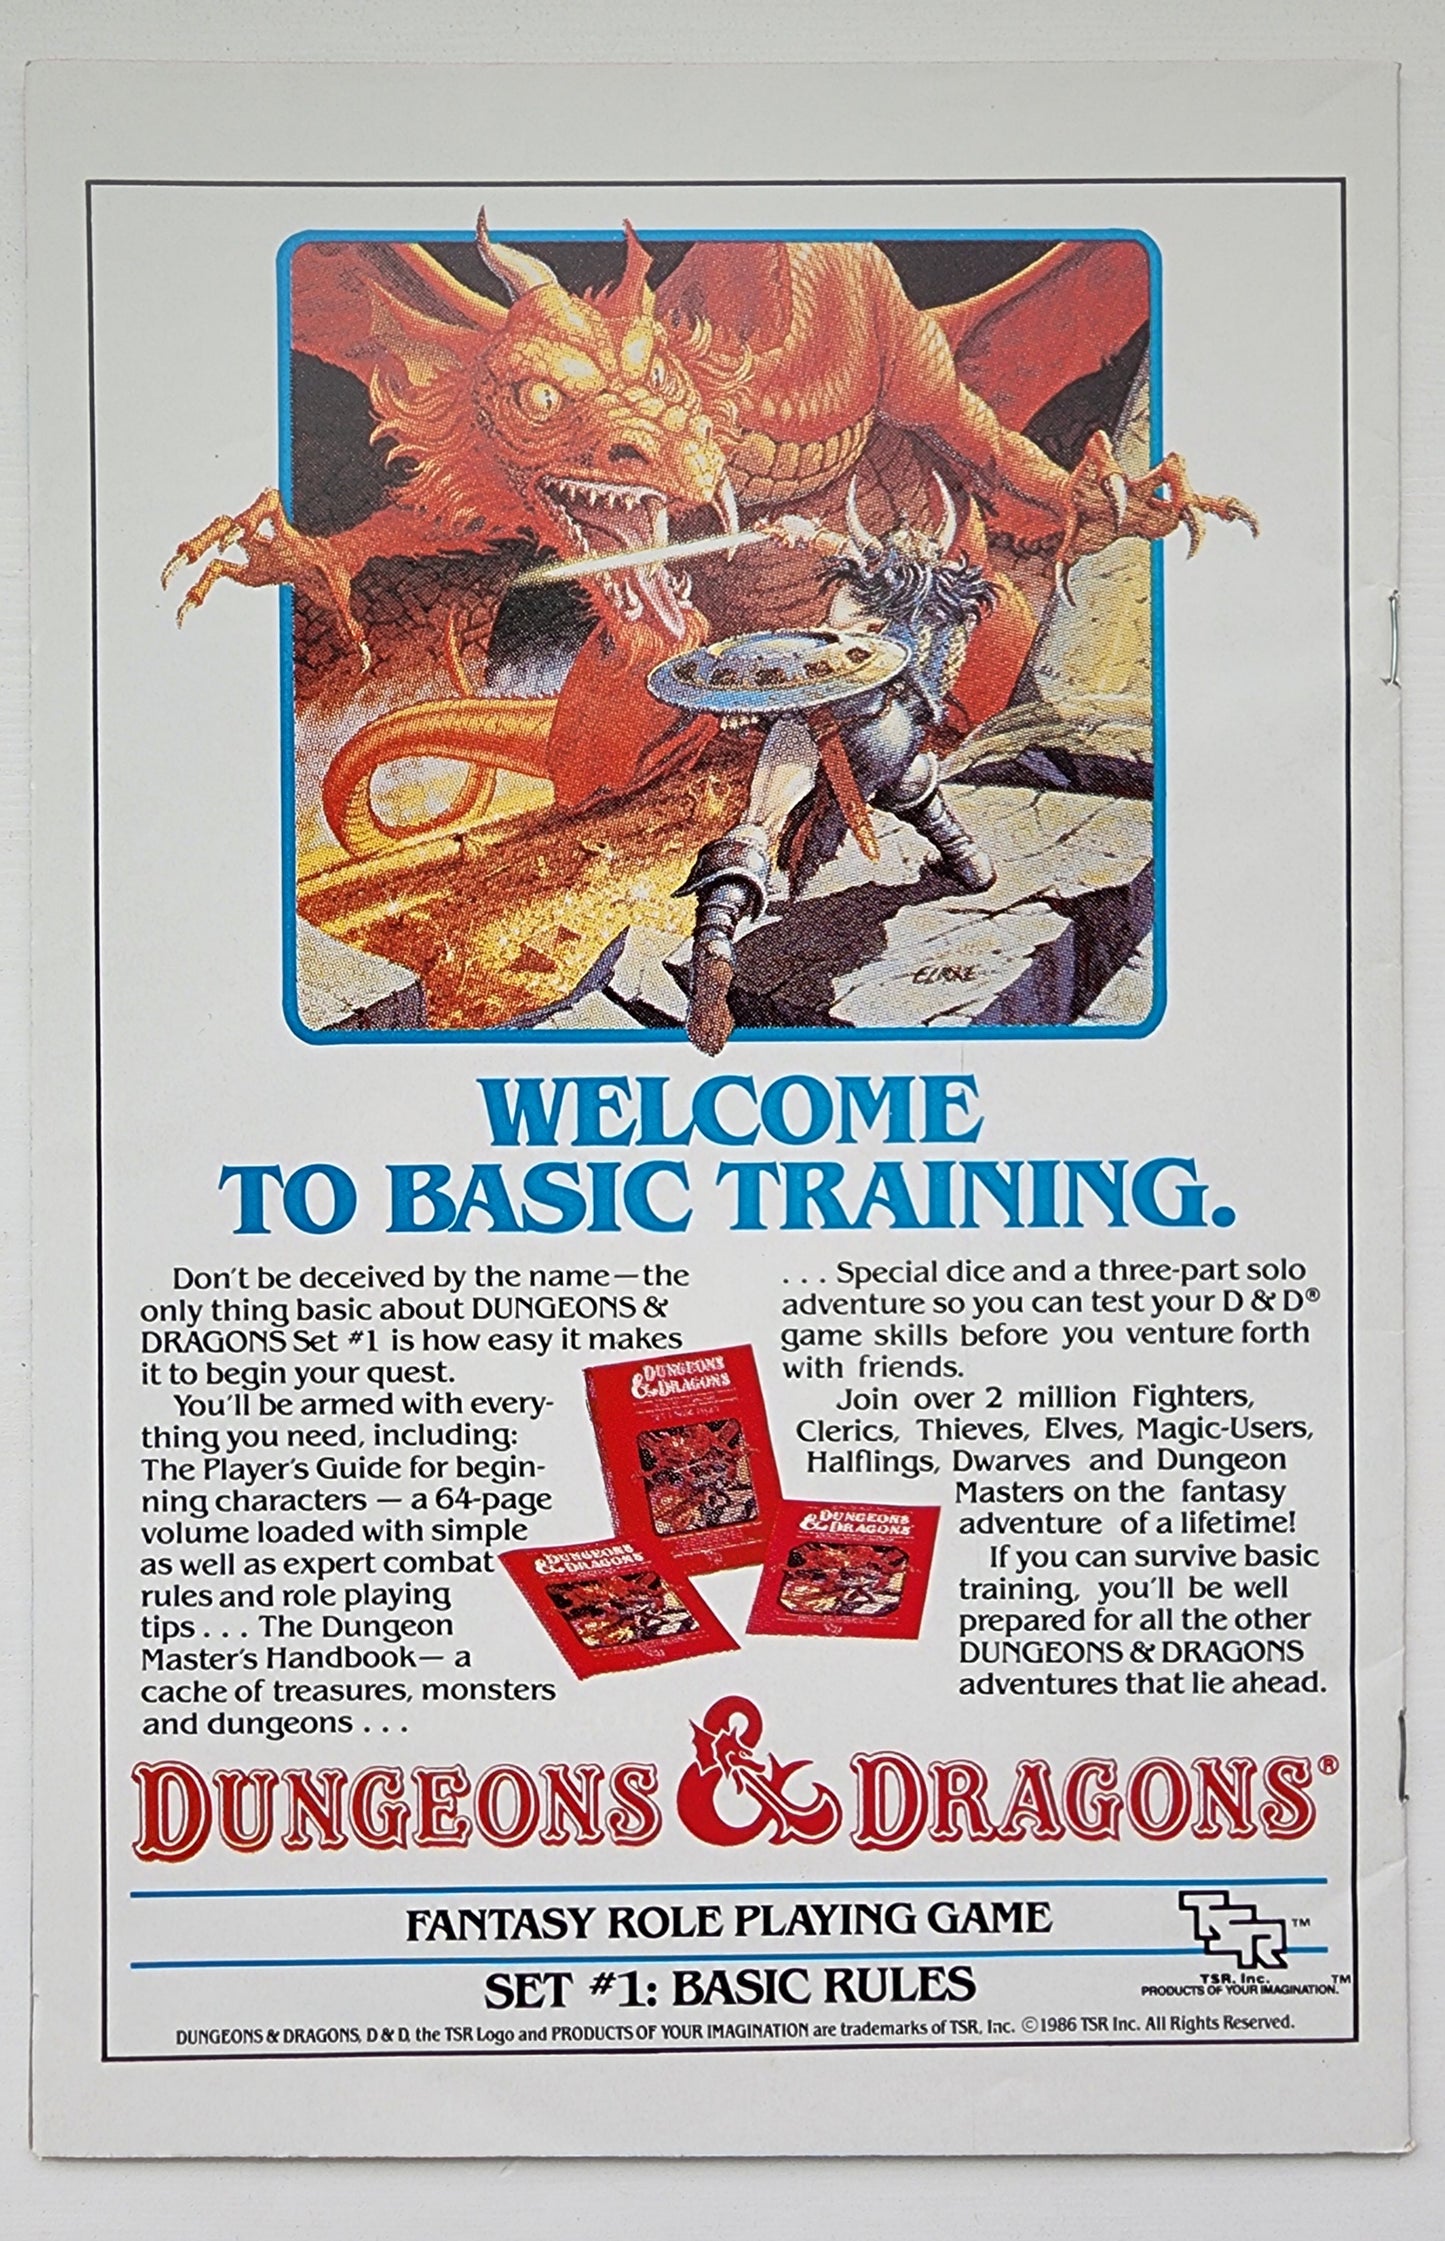 ELMORE
WELCOME
TO BASIC TRAINING.
Don't be deceived by the name—the
only thing basic about DUNGEONS &
DRAGONS Set #1 is how easy it makes
it to begin your quest.
You'll be armed with every-
thing you need, including:
The Player's Guide for begin-
ning characters — a 64-page
volume loaded with simple
as well as expert combat
rules and role playing
tips . . . The Dungeon
Master's Handbook— a
cache of treasures, monsters
and dungeons . . .
. . . Special dice and a three-part solo
adventure so you can test your D & D®
game skills before you venture forth
with friends.
Join over 2 million Fighters,
Clerics, Thieves, Elves, Magic-Users,
Halflings, Dwarves and Dungeon
Masters on the fantasy
adventure of a lifetime!
If you can survive basic
training, you'll be well
prepared for all the other
DUNGEONS & DRAGONS
adventures that lie ahead.
DUNGEONS
& DRAGONS
DUNGEONS
& DRAGONS
DUNGEONS
& DRAGONS
DUNGEONS & DRAGONS®
FANTASY ROLE PLAYING GAME
SET #1: BASIC RULES
TSR™
TSR, Inc.
PRODUCTS OF YOUR IMAGINATION.™
DUNGEONS & DRAGONS, D & D, the TSR Logo and PRODUCTS OF YOUR IMAGINATION are trademarks of TSR, Inc. ©1986 TSR Inc. All Rights Reserved.